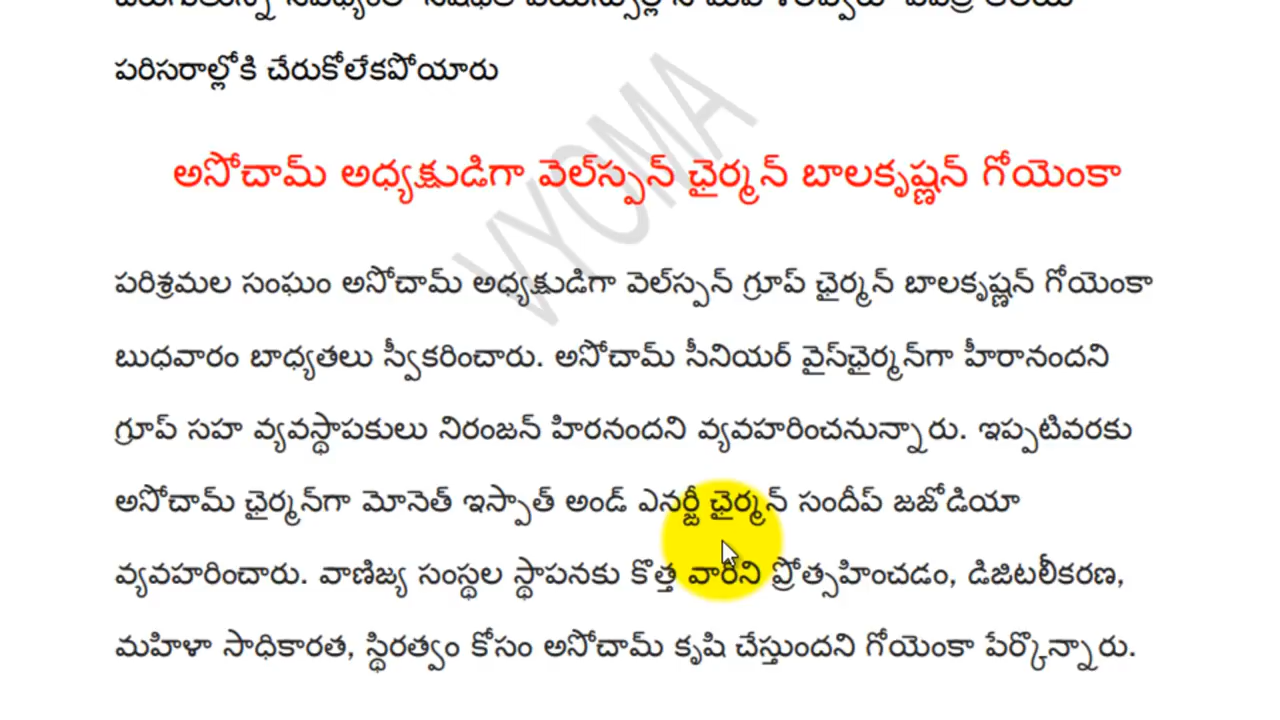 పరిసరాల్లోకి చేరుకోలేకపోయారు
VYOMA
అసోచామ్ అధ్యక్షుడిగా వెల్‌స్పన్ ఛైర్మన్ బాలకృష్ణన్ గోయెంకా
పరిశ్రమల సంఘం అసోచామ్ అధ్యక్షుడిగా వెల్‌స్పన్ గ్రూప్ ఛైర్మన్ బాలకృష్ణన్ గోయెంకా
బుధవారం బాధ్యతలు స్వీకరించారు. అసోచామ్ సీనియర్ వైస్‌ఛైర్మన్‌గా హీరానందని
గ్రూప్ సహ వ్యవస్థాపకులు నిరంజన్ హిరనందని వ్యవహరించనున్నారు. ఇప్పటివరకు
అసోచామ్ ఛైర్మన్‌గా మోనెత్ ఇస్పాత్ అండ్ ఎనర్జీ ఛైర్మన్ సందీప్ జజోడియా
వ్యవహరించారు. వాణిజ్య సంస్థల స్థాపనకు కొత్త వారిని ప్రోత్సహించడం, డిజిటలీకరణ,
మహిళా సాధికారత, స్థిరత్వం కోసం అసోచామ్ కృషి చేస్తుందని గోయెంకా పేర్కొన్నారు.